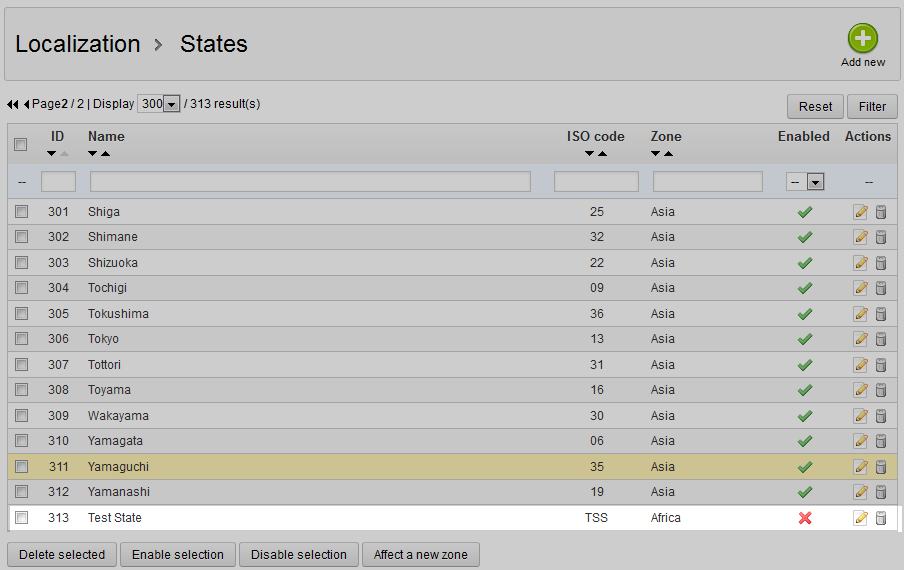 Localization > States
Add new
Page2 / 2 | Display 300 / 313 result(s)
Reset Filter
ID Name ISO code Zone Enabled Actions
-- -- --
301 Shiga 25 Asia
302 Shimane 32 Asia
303 Shizuoka 22 Asia
304 Tochigi 09 Asia
305 Tokushima 36 Asia
306 Tokyo 13 Asia
307 Tottori 31 Asia
308 Toyama 16 Asia
309 Wakayama 30 Asia
310 Yamagata 06 Asia
311 Yamaguchi 35 Asia
312 Yamanashi 19 Asia
313 Test State TSS Africa
Delete selected Enable selection Disable selection Affect a new zone